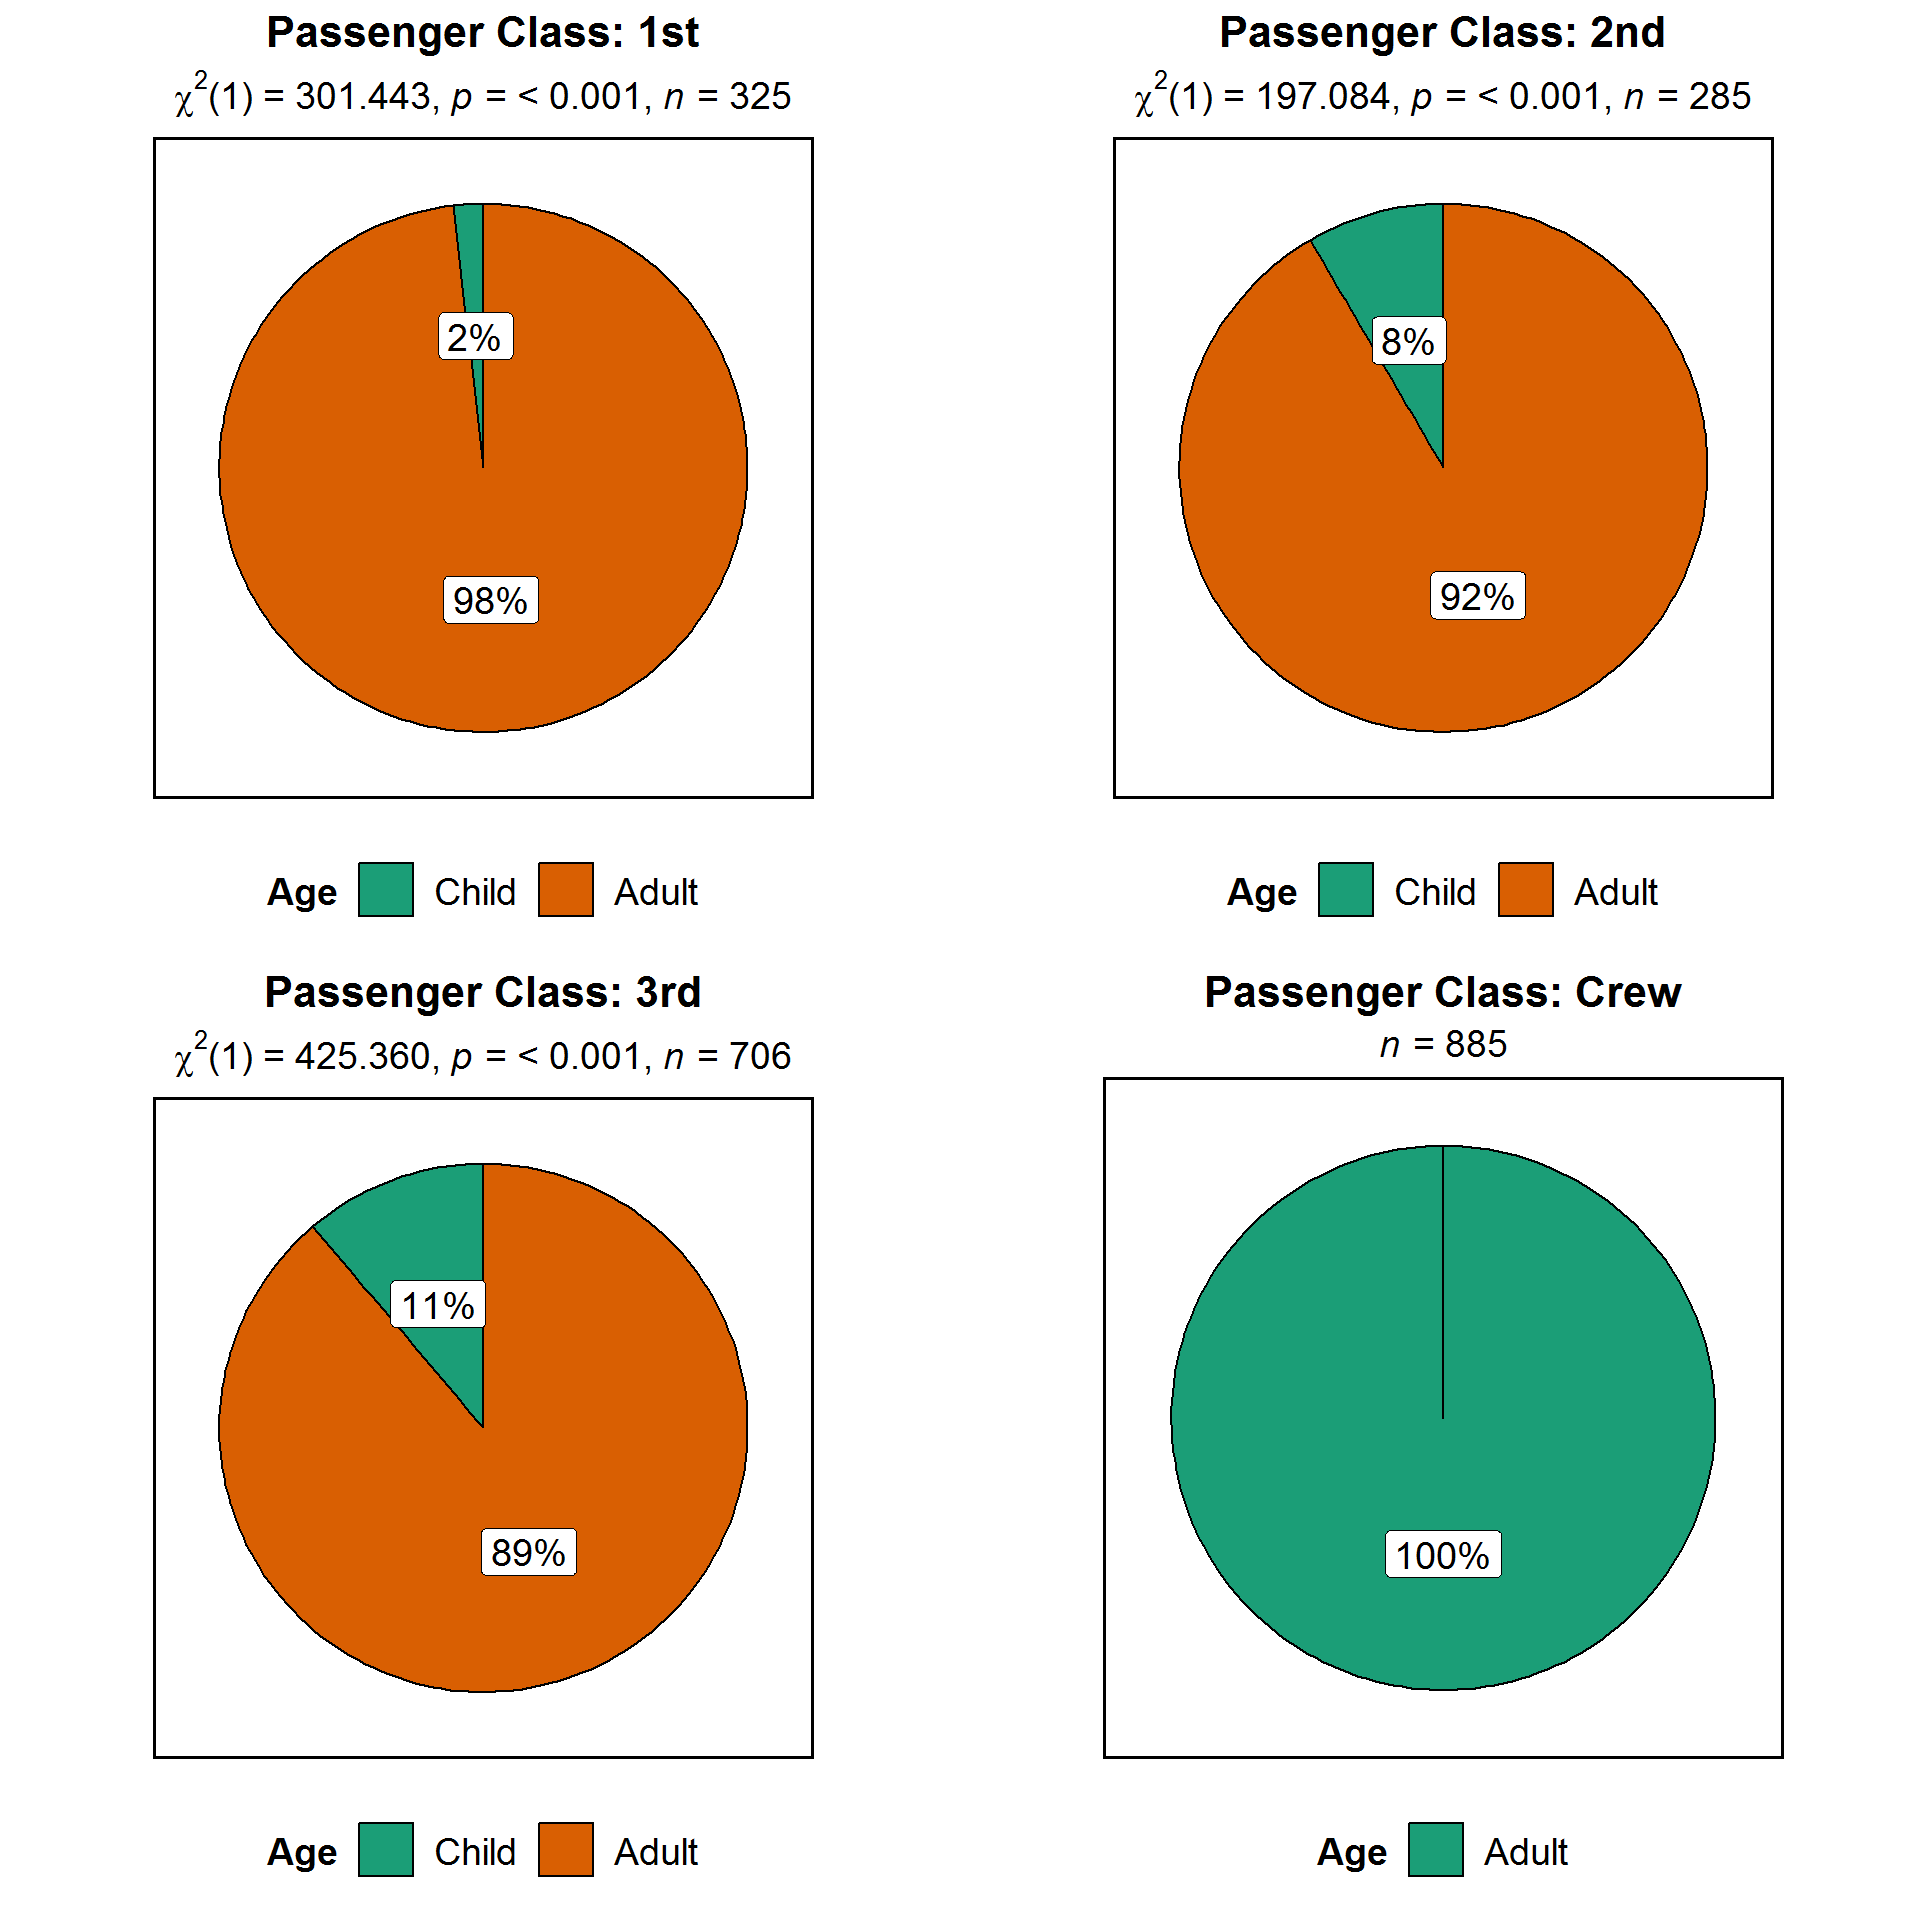 Passenger Class: 1st
χ²(1) = 301.443, p = < 0.001, n = 325
2%
98%
Age Child Adult
Passenger Class: 2nd
χ²(1) = 197.084, p = < 0.001, n = 285
8%
92%
Age Child Adult
Passenger Class: 3rd
χ²(1) = 425.360, p = < 0.001, n = 706
11%
89%
Age Child Adult
Passenger Class: Crew
n = 885
100%
Age Adult